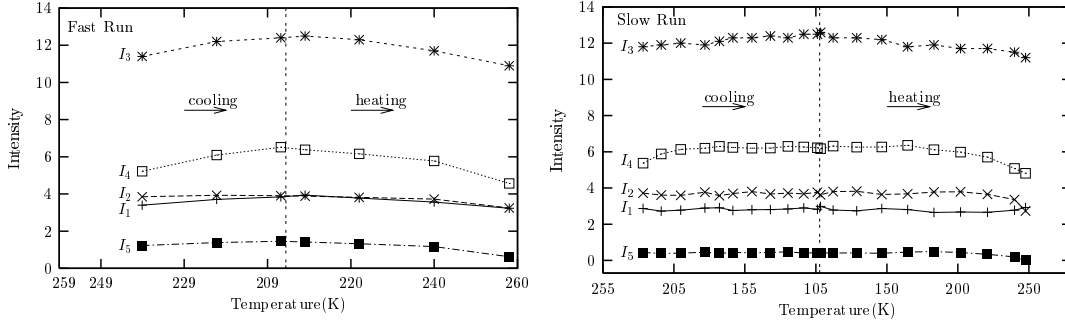 Fast Run
Intensity
14
12
10
8
6
4
2
0
I3
I4
I2
I1
I5
cooling
heating
259 249 229 209 220 240 260
Temperature(K)
Slow Run
Intensity
14
12
10
8
6
4
2
0
I3
I4
I2
I1
I5
cooling
heating
255 205 155 105 150 200 250
Temperature(K)